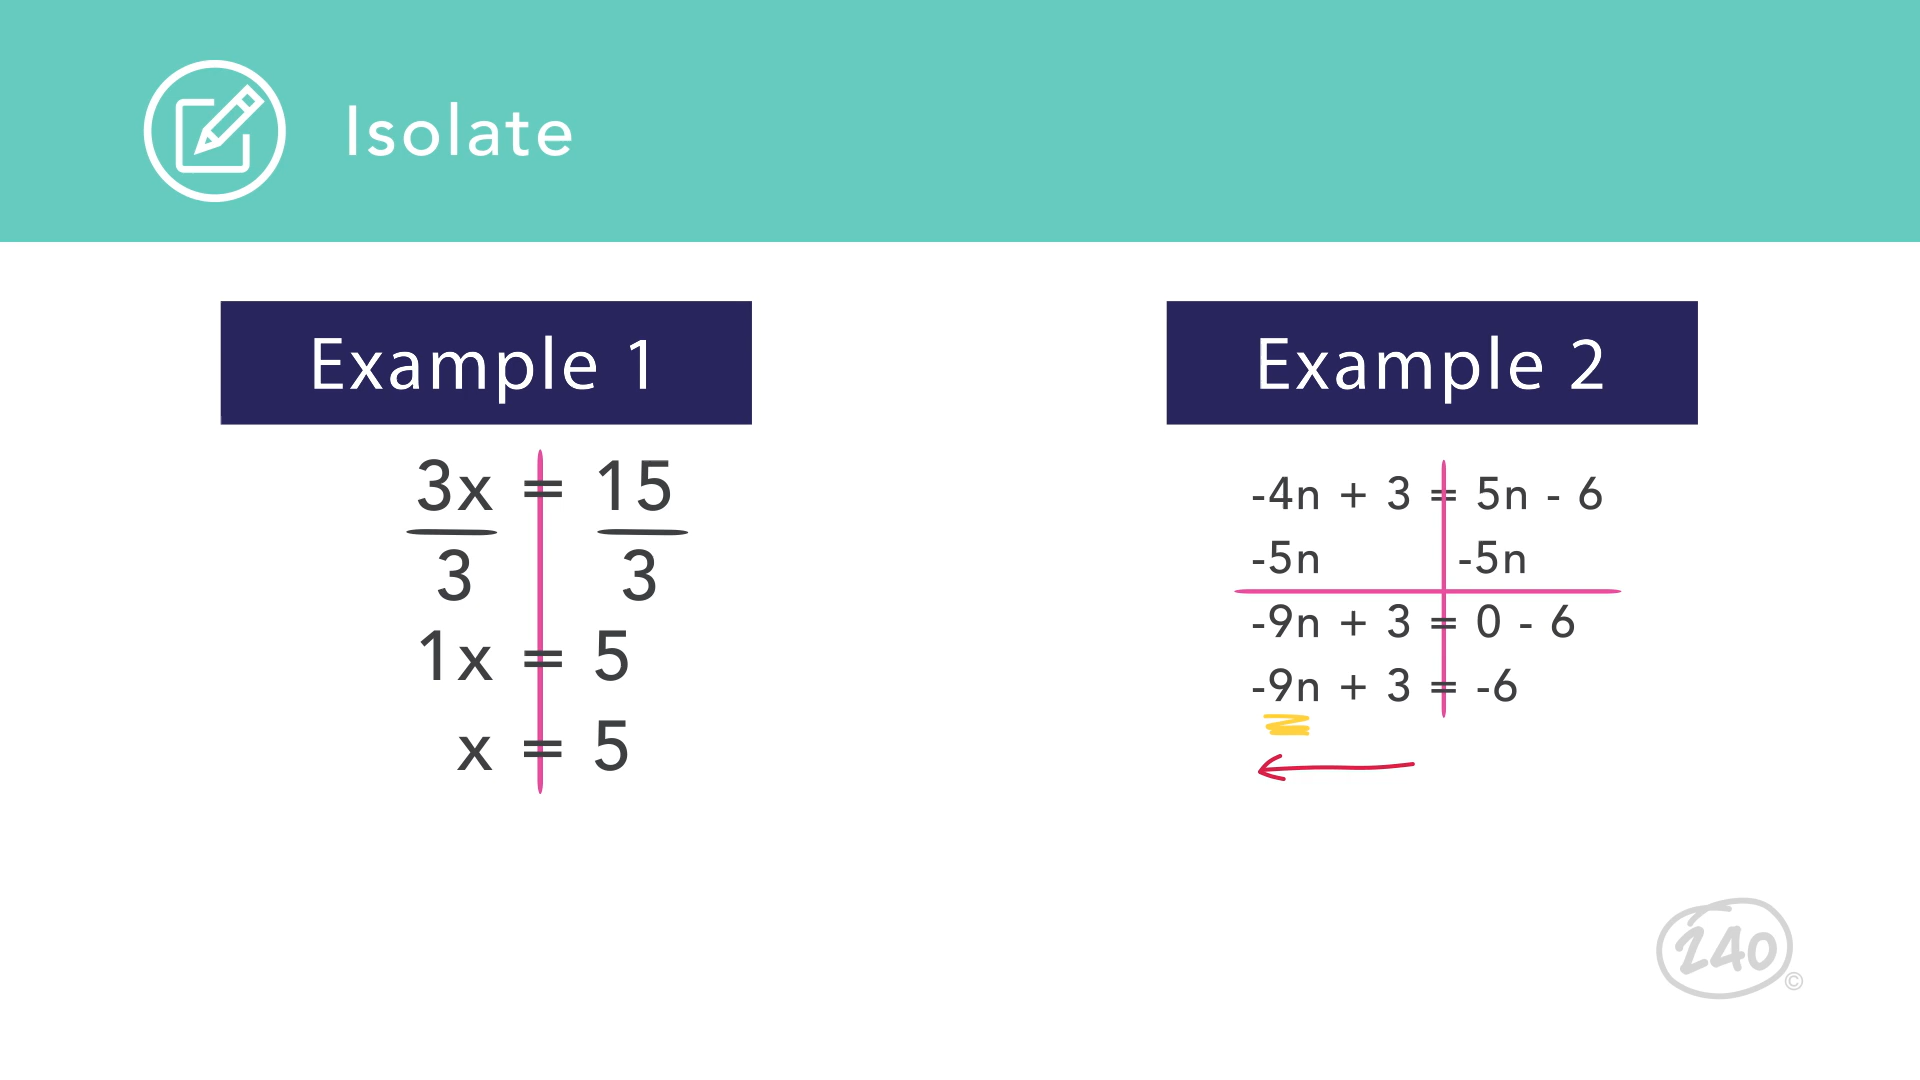 Isolate
Example 1
3x = 15
3 3
1x = 5
x = 5
Example 2
-4n + 3 = 5n - 6
-5n -5n
-9n + 3 = 0 - 6
-9n + 3 = -6
240 ©